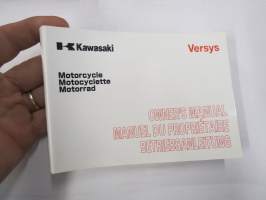 Kawasaki
Versys
Motorcycle
Motocyclette
Motorrad
OWNER'S MANUAL
MANUEL DU PROPRIÉTAIRE
BETRIEBSANLEITUNG